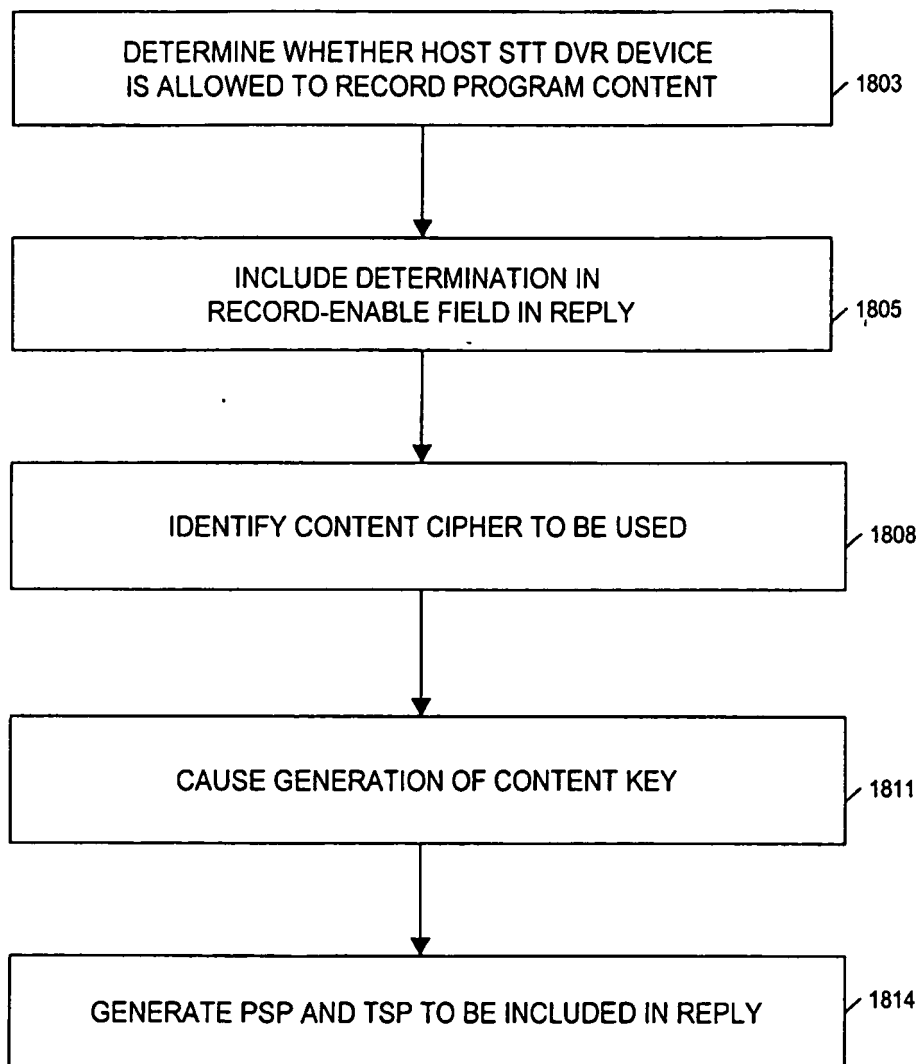 DETERMINE WHETHER HOST STT DVR DEVICE
IS ALLOWED TO RECORD PROGRAM CONTENT
1803
INCLUDE DETERMINATION IN
RECORD-ENABLE FIELD IN REPLY
1805
IDENTIFY CONTENT CIPHER TO BE USED
1808
CAUSE GENERATION OF CONTENT KEY
1811
GENERATE PSP AND TSP TO BE INCLUDED IN REPLY
1814